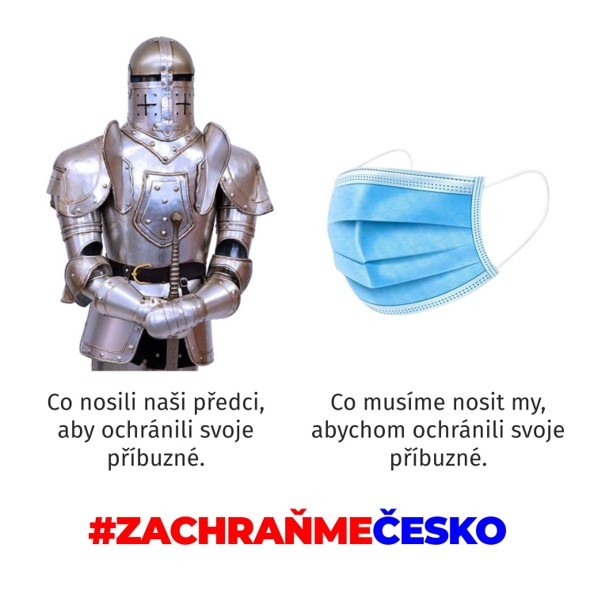 Co nosili naši předci,
aby ochránili svoje
příbuzné.
Co musíme nosit my,
abychom ochránili svoje
příbuzné.
#ZACHRAŇMEČESKO